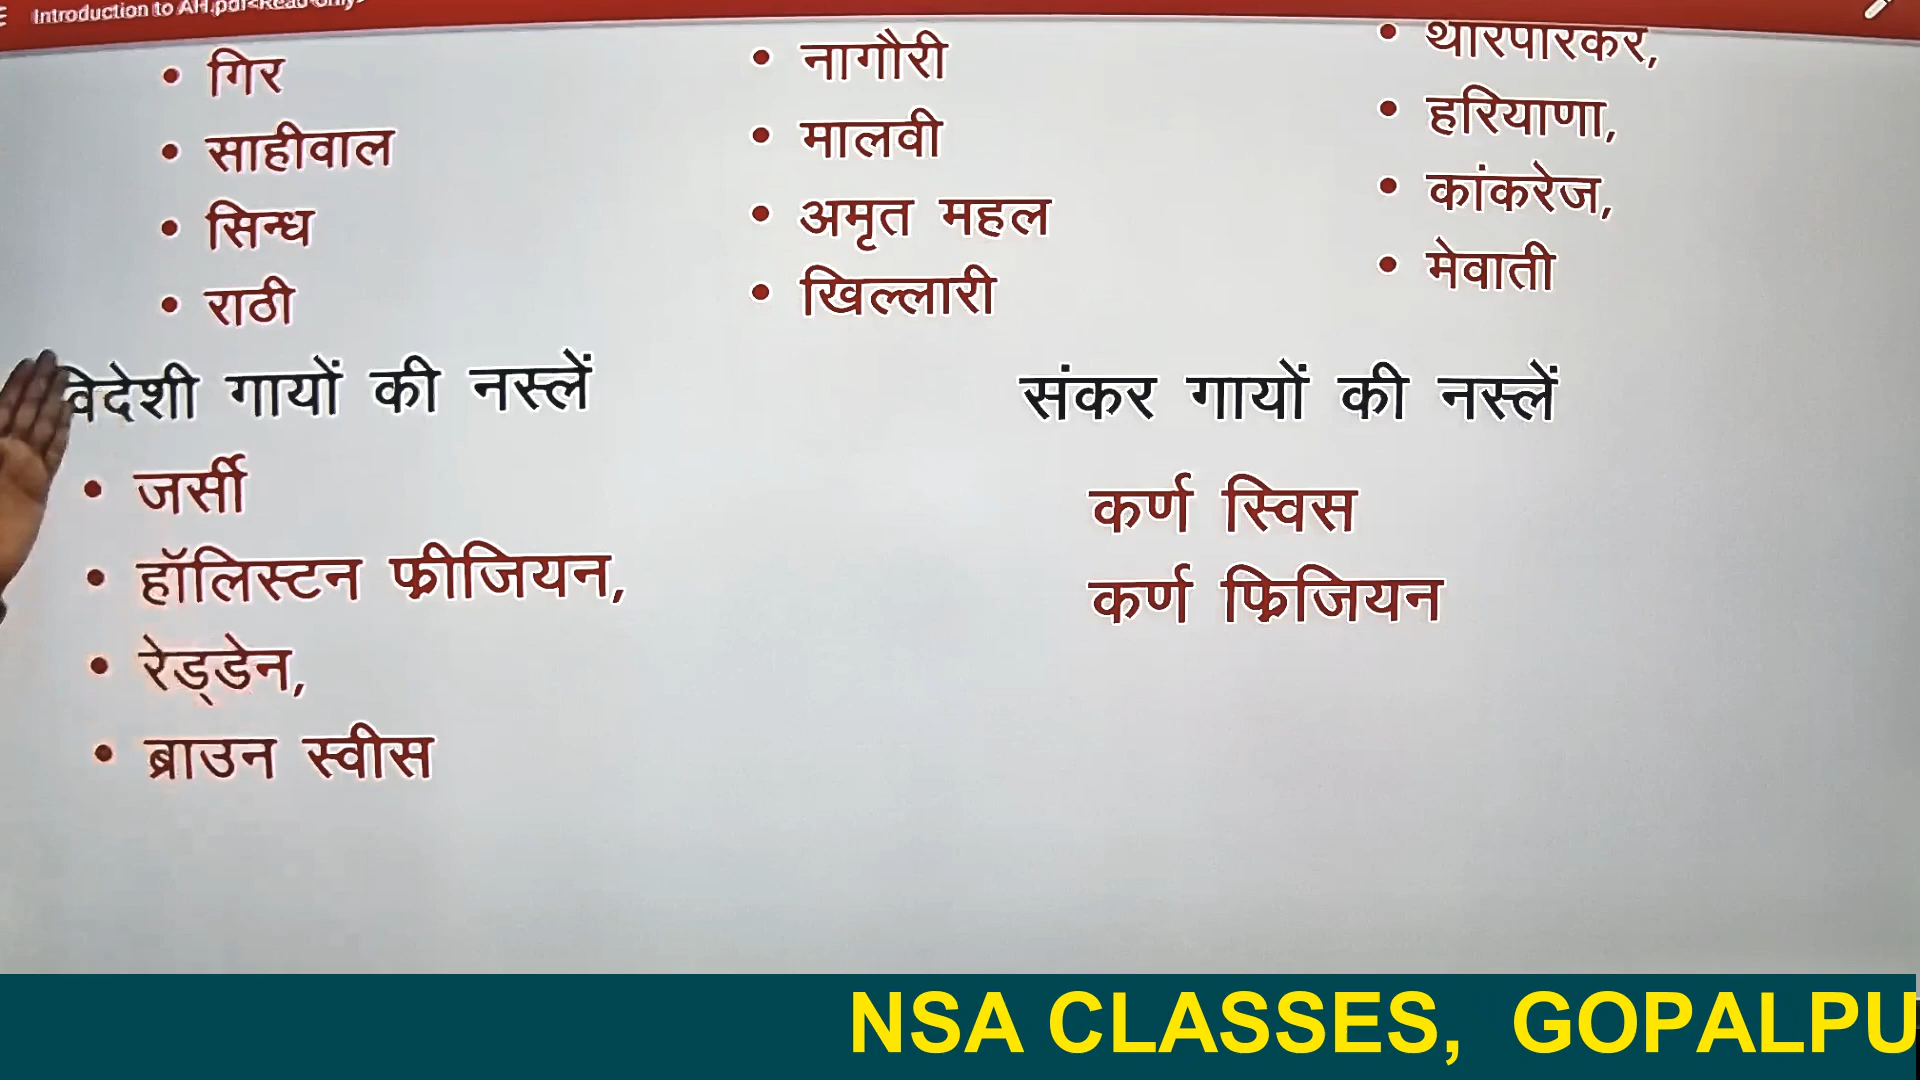 Introduction to AH.pdf<Read Only>
गिर
साहीवाल
सिन्ध
राठी
नागौरी
मालवी
अमृत महल
खिल्लारी
थारपारकर,
हरियाणा,
कांकरेज,
मेवाती
विदेशी गायों की नस्लें
जर्सी
हॉलिस्टन फ्रीजियन,
रेड्डेन,
ब्राउन स्वीस
संकर गायों की नस्लें
कर्ण स्विस
कर्ण फ्रिजियन
NSA CLASSES, GOPALPU